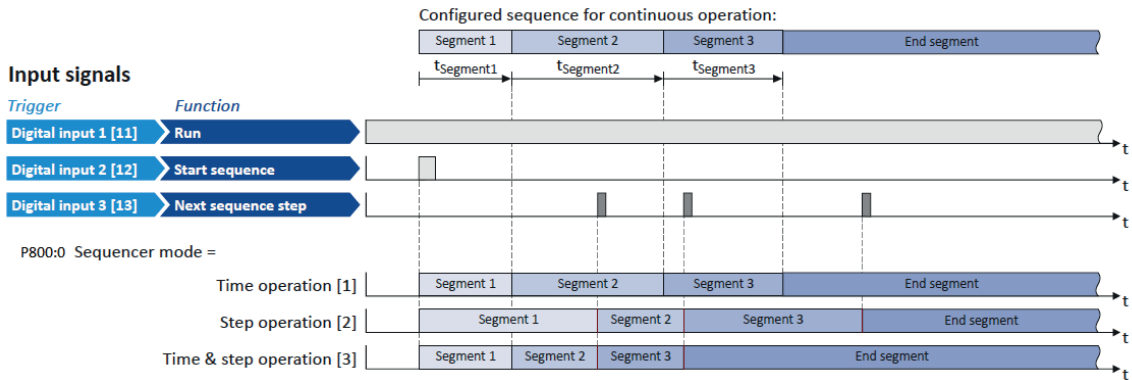 Configured sequence for continuous operation:
Segment 1 Segment 2 Segment 3 End segment
tSegment1 tSegment2 tSegment3
Input signals
Trigger Function
Digital input 1 [11] Run
t
Digital input 2 [12] Start sequence
t
Digital input 3 [13] Next sequence step
t
P800:0 Sequencer mode =
Time operation [1] Segment 1 Segment 2 Segment 3 End segment
t
Step operation [2] Segment 1 Segment 2 Segment 3 End segment
t
Time & step operation [3] Segment 1 Segment 2 Segment 3 End segment
t